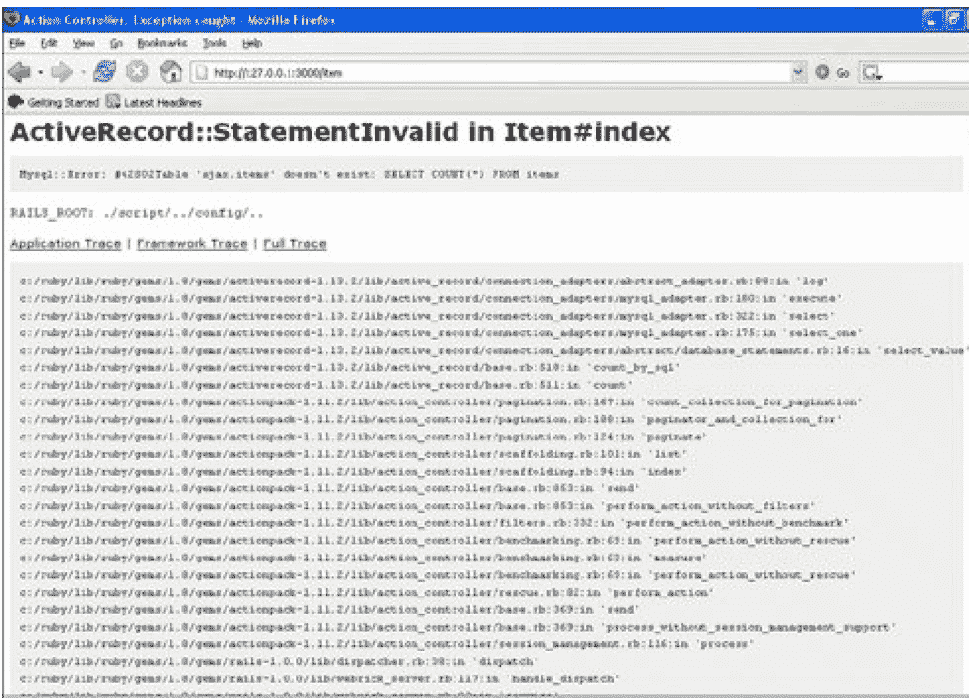 Action Controller: Exception caught - Mozilla Firefox
File Edit View Go Bookmarks Tools Help
http://127.0.0.1:3000/item Go
Getting Started Latest Headlines
ActiveRecord::StatementInvalid in Item#index
Mysql::Error: #42S02Table 'ajax.items' doesn't exist: SELECT COUNT(*) FROM items
RAILS_ROOT: ./script/../config/..
Application Trace | Framework Trace | Full Trace
c:/ruby/lib/ruby/gems/1.8/gems/activerecord-1.13.2/lib/active_record/connection_adapters/abstract_adapter.rb:88:in 'log'
c:/ruby/lib/ruby/gems/1.8/gems/activerecord-1.13.2/lib/active_record/connection_adapters/mysql_adapter.rb:180:in 'execute'
c:/ruby/lib/ruby/gems/1.8/gems/activerecord-1.13.2/lib/active_record/connection_adapters/mysql_adapter.rb:322:in 'select'
c:/ruby/lib/ruby/gems/1.8/gems/activerecord-1.13.2/lib/active_record/connection_adapters/mysql_adapter.rb:175:in 'select_one'
c:/ruby/lib/ruby/gems/1.8/gems/activerecord-1.13.2/lib/active_record/connection_adapters/abstract/database_statements.rb:16:in 'select_value'
c:/ruby/lib/ruby/gems/1.8/gems/activerecord-1.13.2/lib/active_record/base.rb:518:in 'count_by_sql'
c:/ruby/lib/ruby/gems/1.8/gems/activerecord-1.13.2/lib/active_record/base.rb:511:in 'count'
c:/ruby/lib/ruby/gems/1.8/gems/actionpack-1.11.2/lib/action_controller/pagination.rb:167:in 'count_collection_for_pagination'
c:/ruby/lib/ruby/gems/1.8/gems/actionpack-1.11.2/lib/action_controller/pagination.rb:188:in 'paginator_and_collection_for'
c:/ruby/lib/ruby/gems/1.8/gems/actionpack-1.11.2/lib/action_controller/pagination.rb:124:in 'paginate'
c:/ruby/lib/ruby/gems/1.8/gems/actionpack-1.11.2/lib/action_controller/scaffolding.rb:101:in 'list'
c:/ruby/lib/ruby/gems/1.8/gems/actionpack-1.11.2/lib/action_controller/scaffolding.rb:94:in 'index'
c:/ruby/lib/ruby/gems/1.8/gems/actionpack-1.11.2/lib/action_controller/base.rb:853:in 'send'
c:/ruby/lib/ruby/gems/1.8/gems/actionpack-1.11.2/lib/action_controller/base.rb:853:in 'perform_action_without_filters'
c:/ruby/lib/ruby/gems/1.8/gems/actionpack-1.11.2/lib/action_controller/filters.rb:332:in 'perform_action_without_benchmark'
c:/ruby/lib/ruby/gems/1.8/gems/actionpack-1.11.2/lib/action_controller/benchmarking.rb:69:in 'perform_action_without_rescue'
c:/ruby/lib/ruby/gems/1.8/gems/actionpack-1.11.2/lib/action_controller/benchmarking.rb:69:in 'measure'
c:/ruby/lib/ruby/gems/1.8/gems/actionpack-1.11.2/lib/action_controller/benchmarking.rb:69:in 'perform_action_without_rescue'
c:/ruby/lib/ruby/gems/1.8/gems/actionpack-1.11.2/lib/action_controller/rescue.rb:82:in 'perform_action'
c:/ruby/lib/ruby/gems/1.8/gems/actionpack-1.11.2/lib/action_controller/base.rb:369:in 'send'
c:/ruby/lib/ruby/gems/1.8/gems/actionpack-1.11.2/lib/action_controller/base.rb:369:in 'process_without_session_management_support'
c:/ruby/lib/ruby/gems/1.8/gems/actionpack-1.11.2/lib/action_controller/session_management.rb:116:in 'process'
c:/ruby/lib/ruby/gems/1.8/gems/rails-1.0.0/lib/dispatcher.rb:38:in 'dispatch'
c:/ruby/lib/ruby/gems/1.8/gems/rails-1.0.0/lib/webrick_server.rb:117:in 'handle_dispatch'